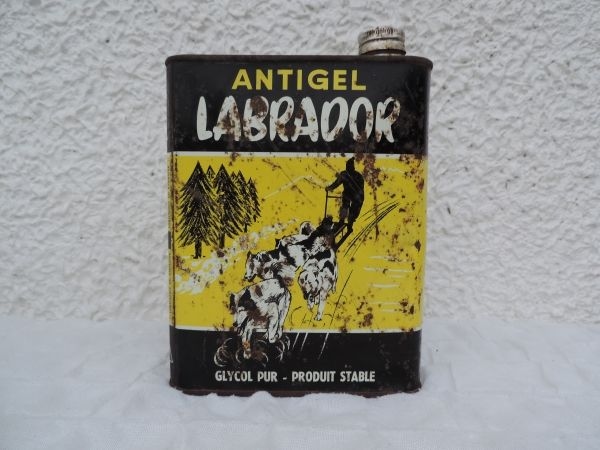 ANTIGEL
LABRADOR
GLYCOL PUR - PRODUIT STABLE